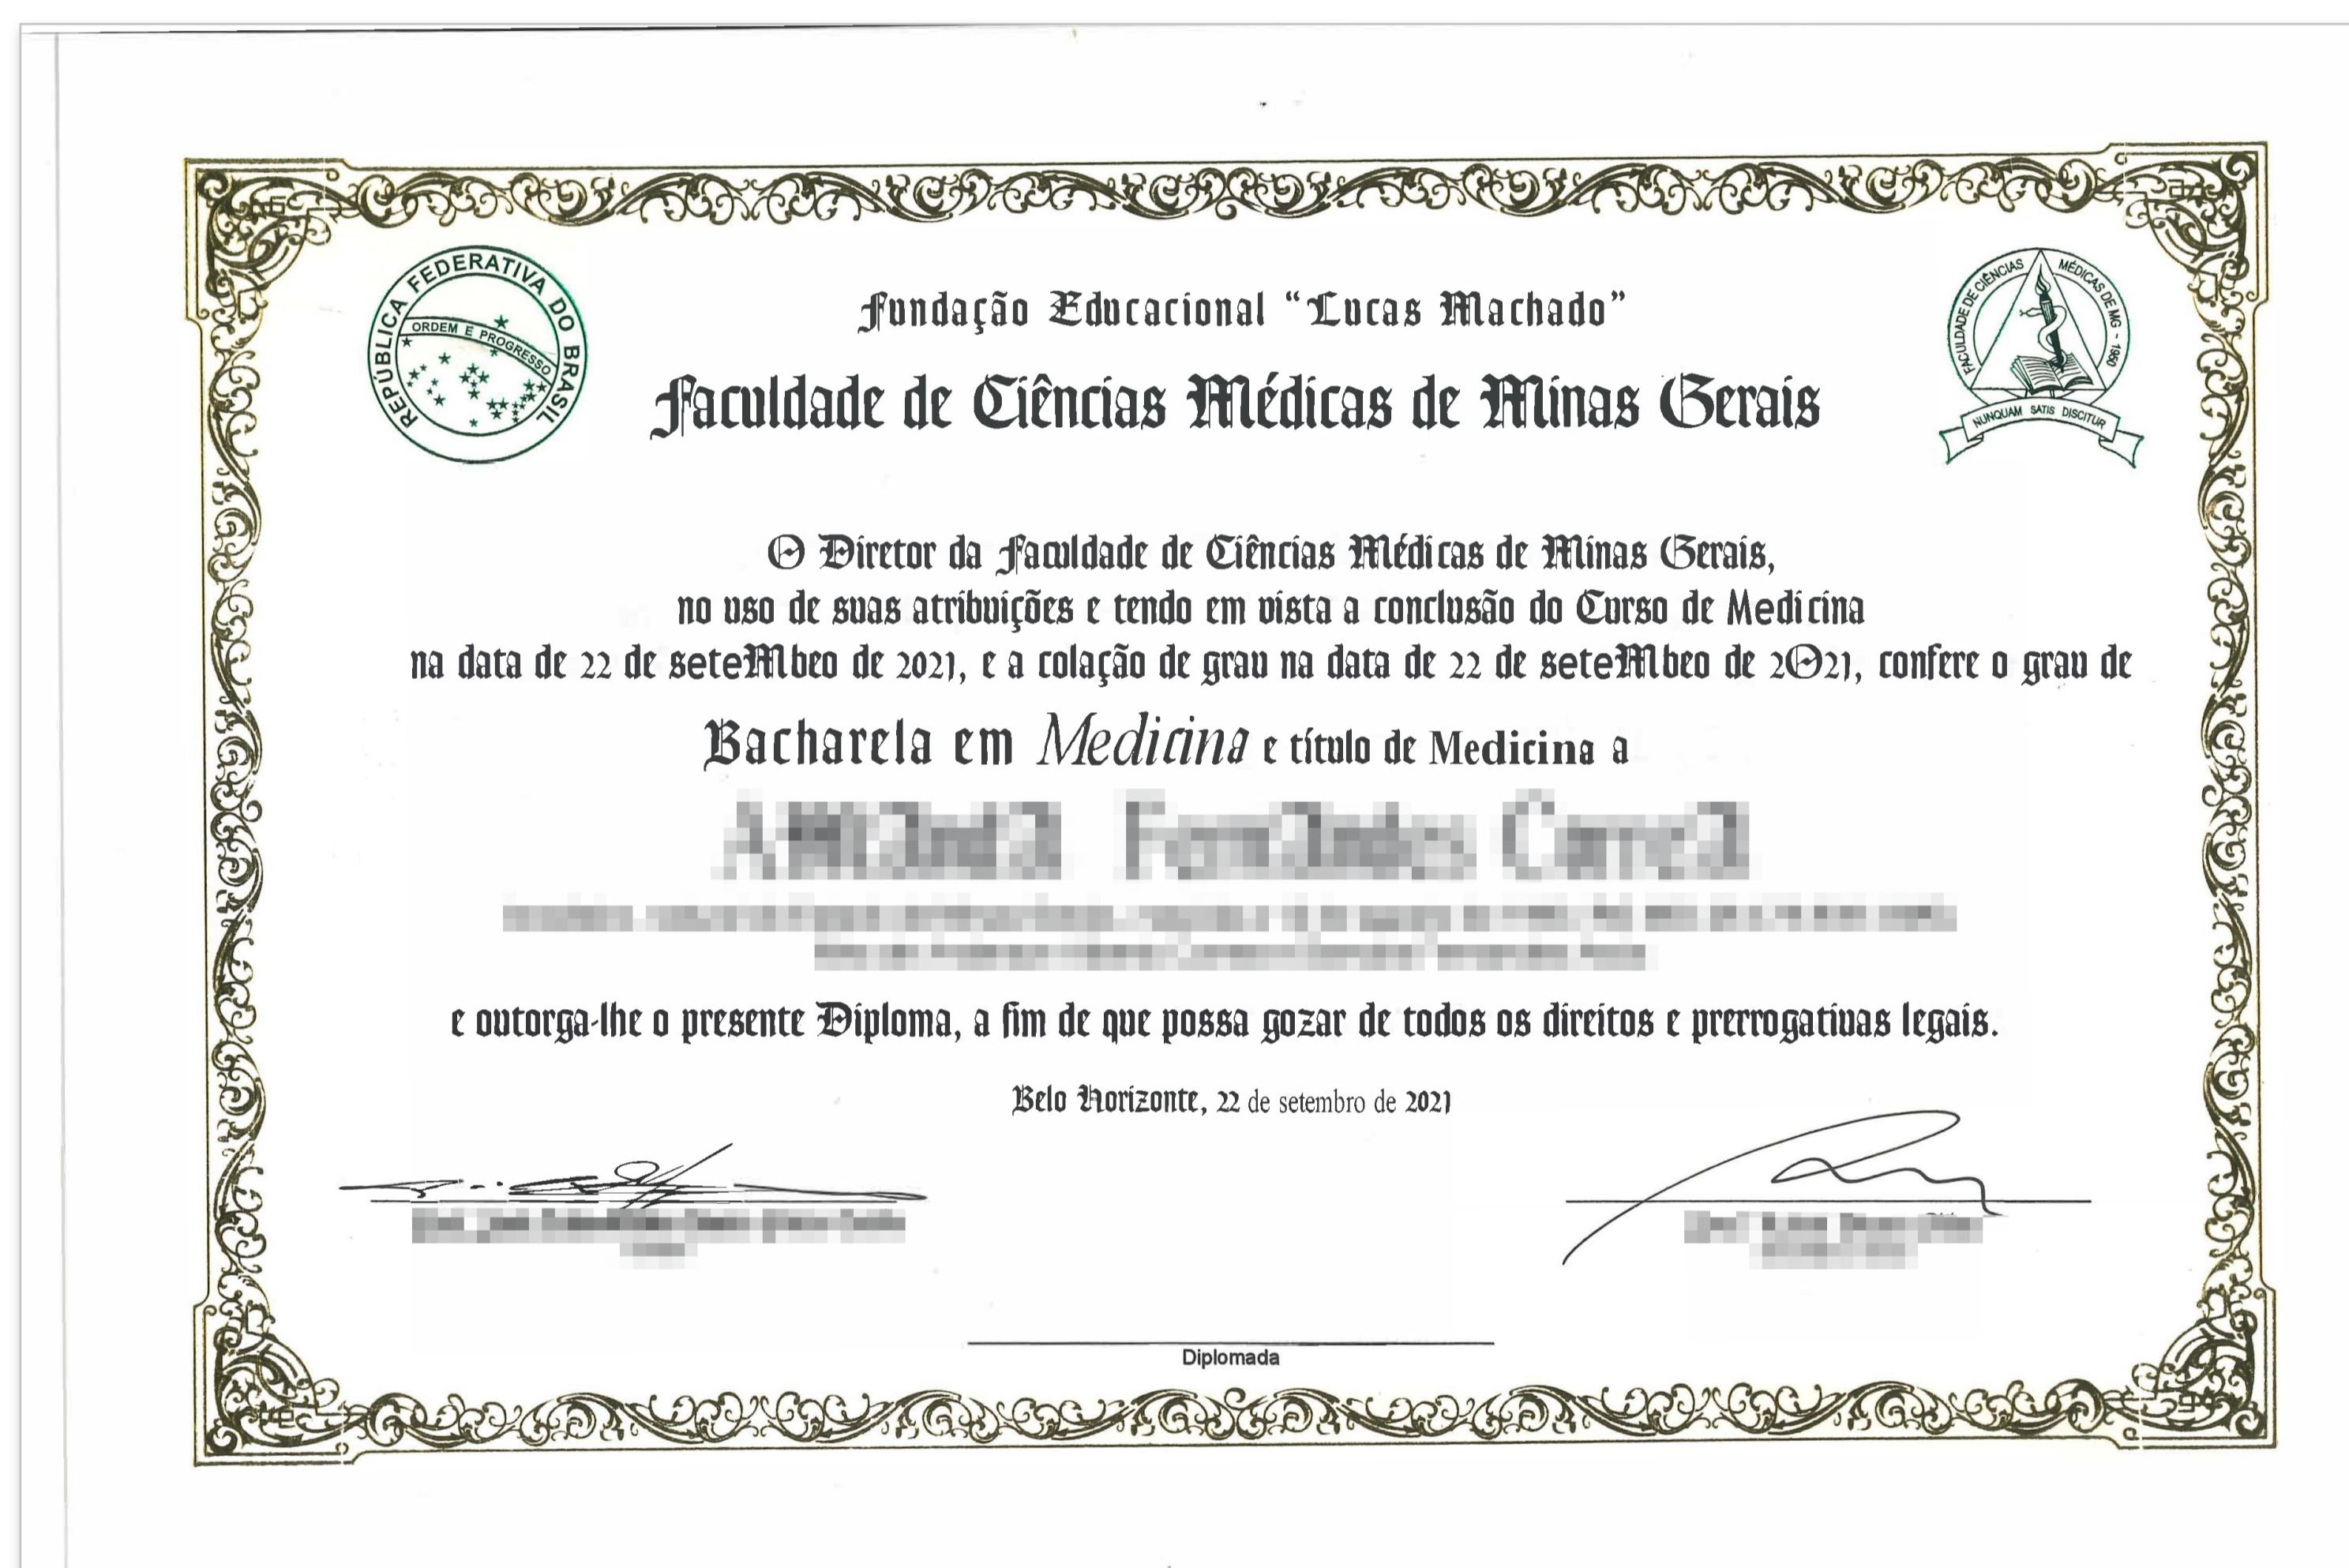 REPÚBLICA FEDERATIVA DO BRASIL
ORDEM E PROGRESSO
FACULDADE DE CIÊNCIAS MÉDICAS DE MG - 1950
NUNQUAM SATIS DISCITUR
Fundação Educacional “Lucas Machado”
Faculdade de Ciências Médicas de Minas Gerais
O Diretor da Faculdade de Ciências Médicas de Minas Gerais,
no uso de suas atribuições e tendo em vista a conclusão do Curso de Medicina
na data de 22 de seteMbeo de 2021, e a colação de grau na data de 22 de seteMbeo de 2O21, confere o grau de
Bacharela em Medicina e título de Medicina a
e outorga-lhe o presente Diploma, a fim de que possa gozar de todos os direitos e prerrogativas legais.
Belo Horizonte, 22 de setembro de 2021
Diplomada